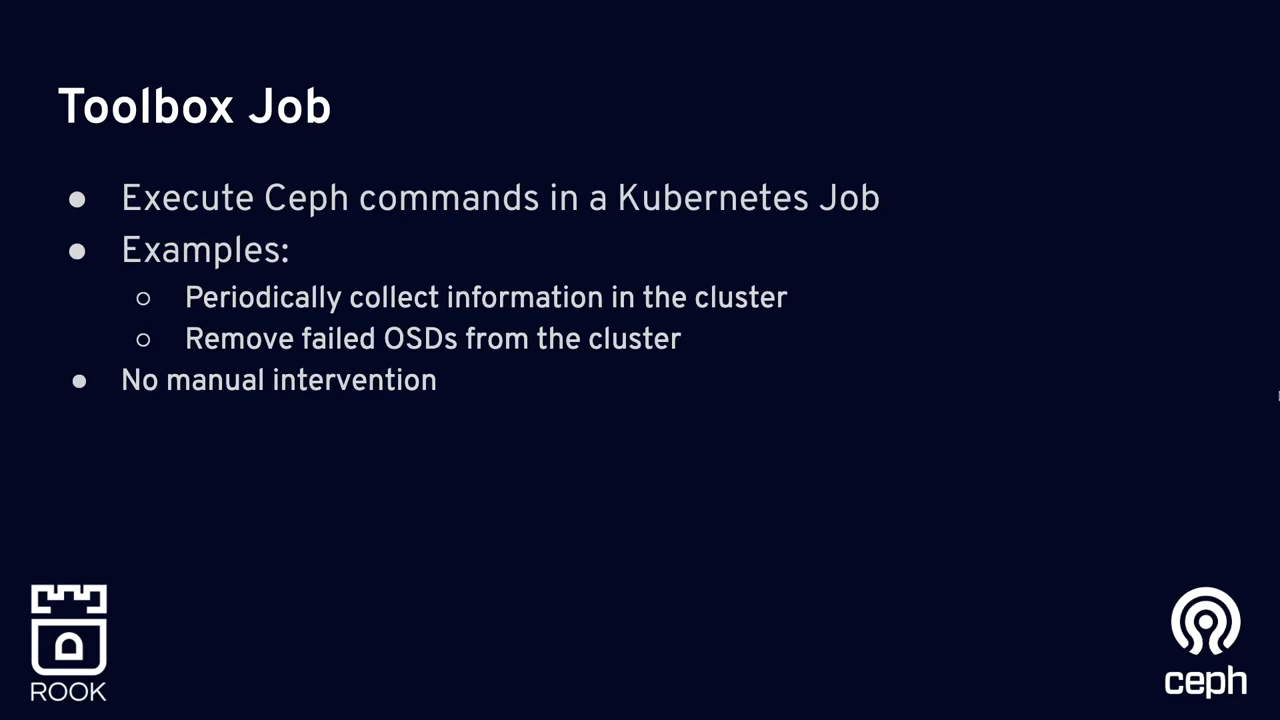 Toolbox Job
● Execute Ceph commands in a Kubernetes Job
● Examples:
○ Periodically collect information in the cluster
○ Remove failed OSDs from the cluster
● No manual intervention
ROOK
ceph